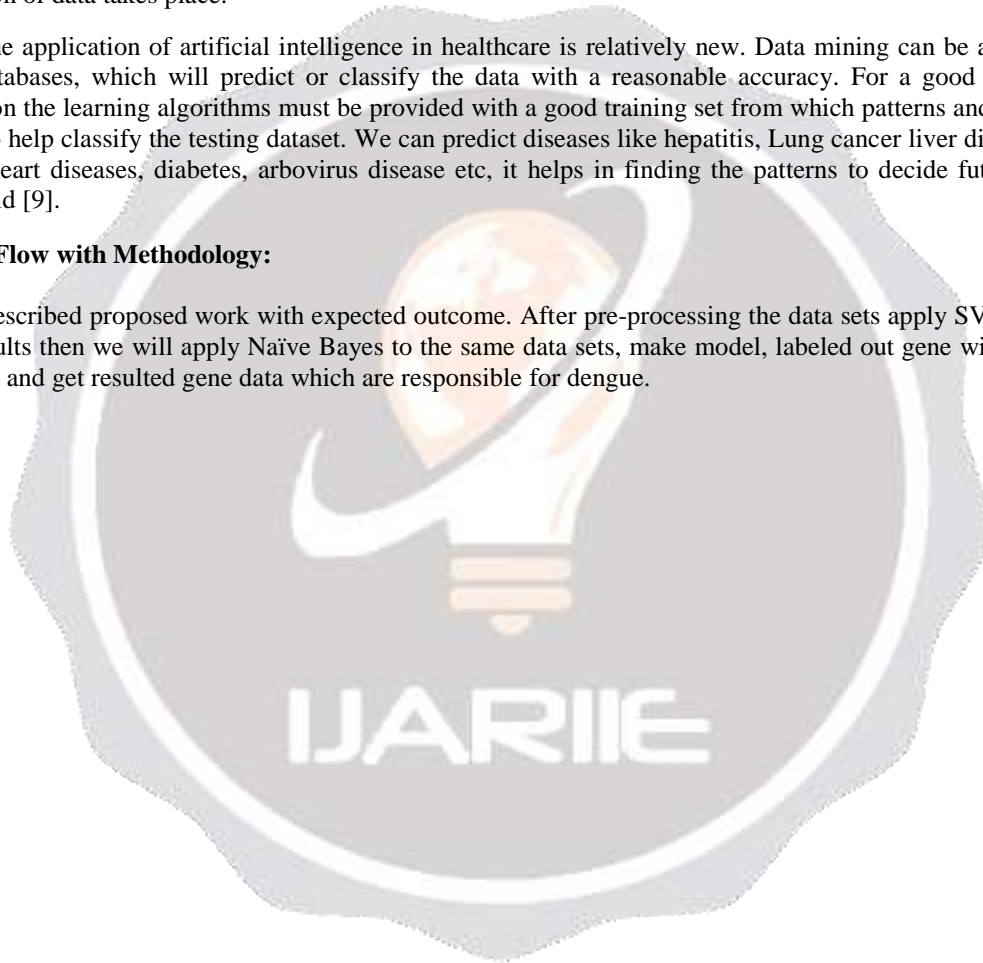 on of data takes place.
ne application of artificial intelligence in healthcare is relatively new. Data mining can be a
tabases, which will predict or classify the data with a reasonable accuracy. For a good
on the learning algorithms must be provided with a good training set from which patterns and
o help classify the testing dataset. We can predict diseases like hepatitis, Lung cancer liver di
eart diseases, diabetes, arbovirus disease etc, it helps in finding the patterns to decide fut
d [9].
Flow with Methodology:
escribed proposed work with expected outcome. After pre-processing the data sets apply SV
ults then we will apply Naïve Bayes to the same data sets, make model, labeled out gene wi
and get resulted gene data which are responsible for dengue.
IJARIIE